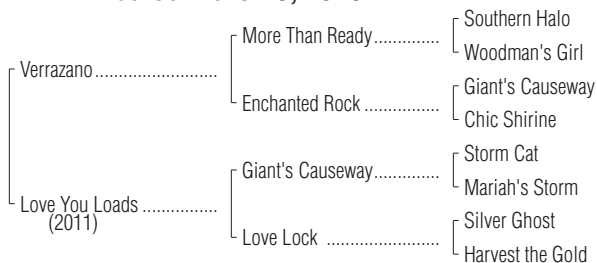 Southern Halo
More Than Ready..............
Woodman's Girl
Verrazano..........................
Giant's Causeway
Enchanted Rock ................
Chic Shirine
Storm Cat
Giant's Causeway..............
Mariah's Storm
Love You Loads ................
(2011)
Silver Ghost
Love Lock ........................
Harvest the Gold